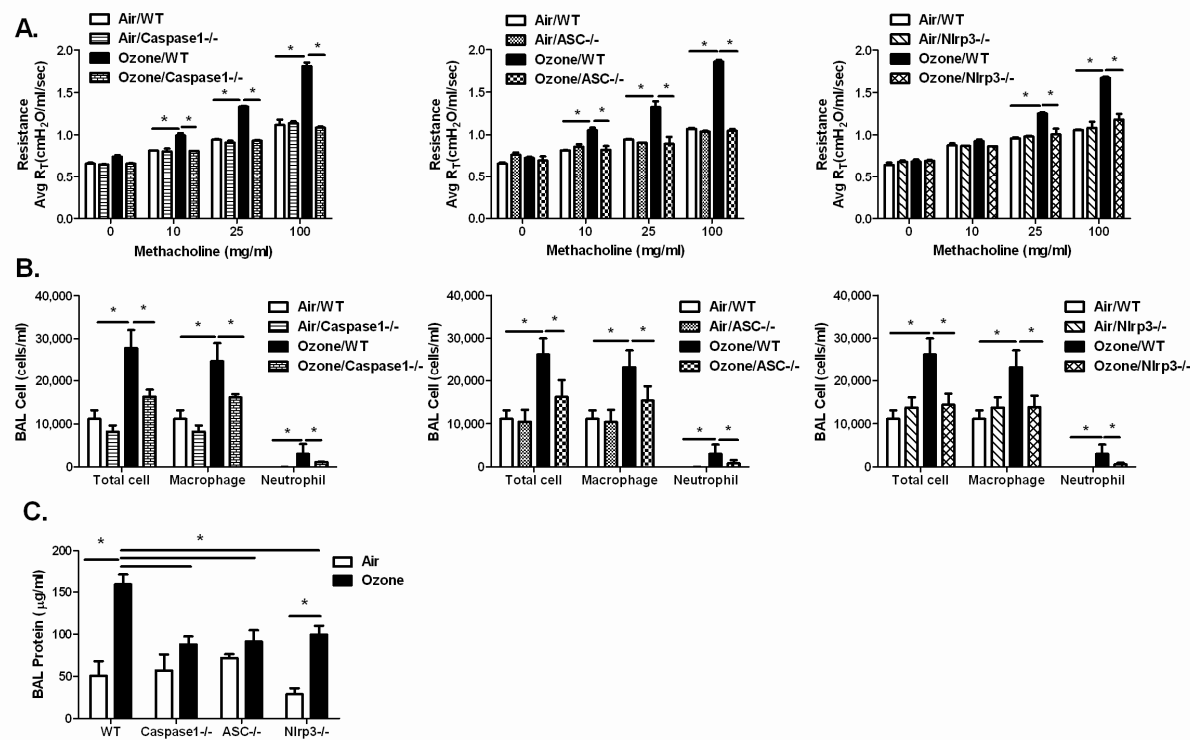 A.
Air/WT
Air/Caspase1-/-
Ozone/WT
Ozone/Caspase1-/-
Resistance
Avg RT(cmH2O/ml/sec)
2.0
1.5
1.0
0.5
0.0
* * * * * *
0 10 25 100
Methacholine (mg/ml)
Air/WT
Air/ASC-/-
Ozone/WT
Ozone/ASC-/-
Resistance
Avg RT(cmH2O/ml/sec)
2.0
1.5
1.0
0.5
0.0
* * * * * *
0 10 25 100
Methacholine (mg/ml)
Air/WT
Air/Nlrp3-/-
Ozone/WT
Ozone/Nlrp3-/-
Resistance
Avg RT(cmH2O/ml/sec)
2.0
1.5
1.0
0.5
0.0
* * * *
0 10 25 100
Methacholine (mg/ml)
B.
BAL Cell (cells/ml)
40,000
30,000
20,000
10,000
0
* * * * * *
Total cell Macrophage Neutrophil
Air/WT
Air/Caspase1-/-
Ozone/WT
Ozone/Caspase1-/-
BAL Cell (cells/ml)
40,000
30,000
20,000
10,000
0
* * * * * *
Total cell Macrophage Neutrophil
Air/WT
Air/ASC-/-
Ozone/WT
Ozone/ASC-/-
BAL Cell (cells/ml)
40,000
30,000
20,000
10,000
0
* * * * * *
Total cell Macrophage Neutrophil
Air/WT
Air/Nlrp3-/-
Ozone/WT
Ozone/Nlrp3-/-
C.
BAL Protein (µg/ml)
200
150
100
50
0
* * *
WT Caspase1-/- ASC-/- Nlrp3-/-
Air
Ozone